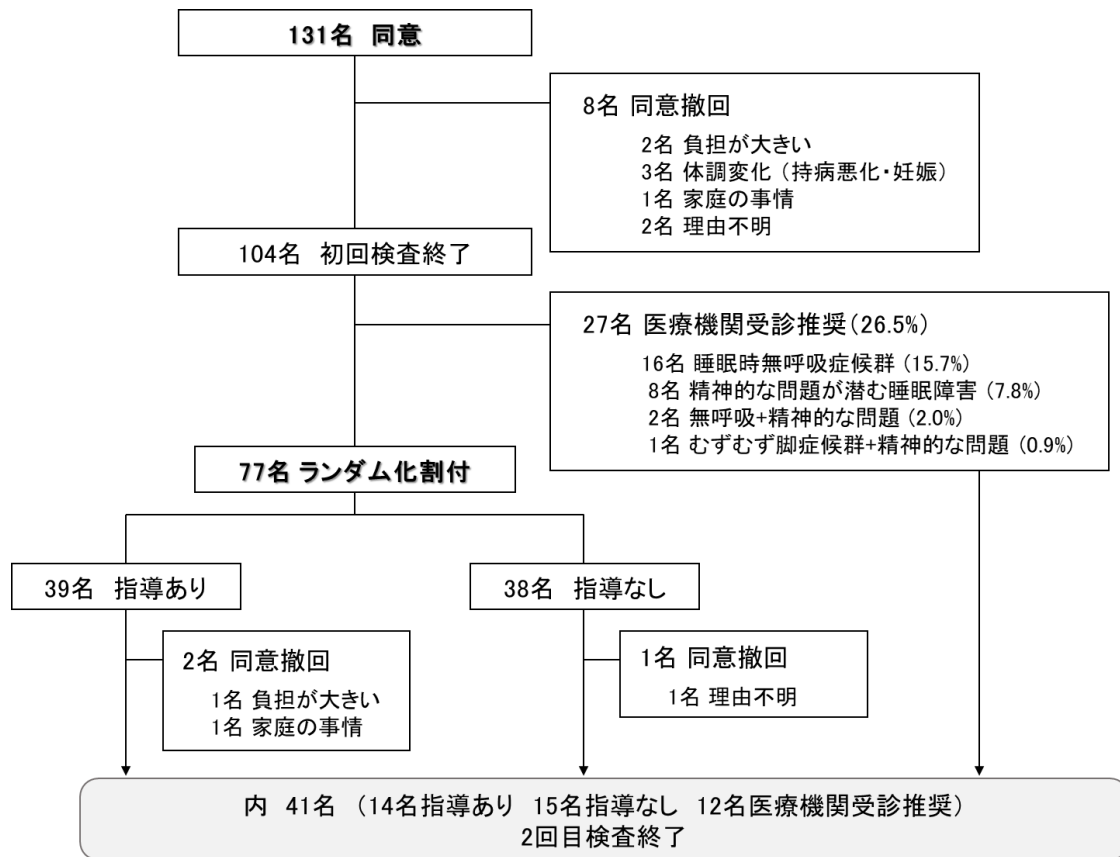 131名 同意
8名 同意撤回
2名 負担が大きい
3名 体調変化（持病悪化・妊娠）
1名 家庭の事情
2名 理由不明
104名 初回検査終了
27名 医療機関受診推奨(26.5%)
16名 睡眠時無呼吸症候群 (15.7%)
8名 精神的な問題が潜む睡眠障害 (7.8%)
2名 無呼吸+精神的な問題 (2.0%)
1名 むずむず脚症候群+精神的な問題 (0.9%)
77名 ランダム化割付
39名 指導あり
38名 指導なし
2名 同意撤回
1名 負担が大きい
1名 家庭の事情
1名 同意撤回
1名 理由不明
内 41名 （14名指導あり 15名指導なし 12名医療機関受診推奨）
2回目検査終了